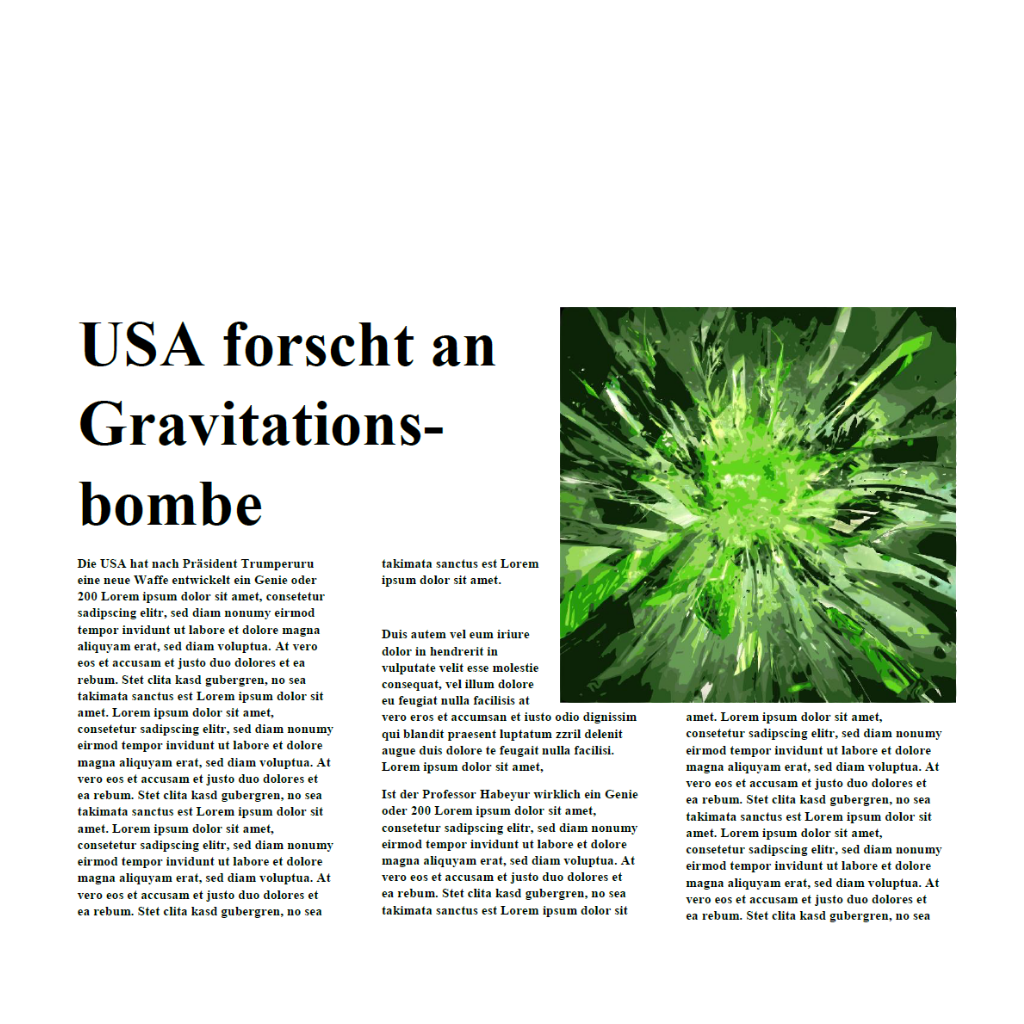 USA forscht an
Gravitations-
bombe
Die USA hat nach Präsident Trumperuru
eine neue Waffe entwickelt ein Genie oder
200 Lorem ipsum dolor sit amet, consetetur
sadipscing elitr, sed diam nonumy eirmod
tempor invidunt ut labore et dolore magna
aliquyam erat, sed diam voluptua. At vero
eos et accusam et justo duo dolores et ea
rebum. Stet clita kasd gubergren, no sea
takimata sanctus est Lorem ipsum dolor sit
amet. Lorem ipsum dolor sit amet,
consetetur sadipscing elitr, sed diam nonumy
eirmod tempor invidunt ut labore et dolore
magna aliquyam erat, sed diam voluptua. At
vero eos et accusam et justo duo dolores et
ea rebum. Stet clita kasd gubergren, no sea
takimata sanctus est Lorem ipsum dolor sit
amet. Lorem ipsum dolor sit amet,
consetetur sadipscing elitr, sed diam nonumy
eirmod tempor invidunt ut labore et dolore
magna aliquyam erat, sed diam voluptua. At
vero eos et accusam et justo duo dolores et
ea rebum. Stet clita kasd gubergren, no sea
takimata sanctus est Lorem
ipsum dolor sit amet.
Duis autem vel eum iriure
dolor in hendrerit in
vulputate velit esse molestie
consequat, vel illum dolore
eu feugiat nulla facilisis at
vero eros et accumsan et iusto odio dignissim
qui blandit praesent luptatum zzril delenit
augue duis dolore te feugait nulla facilisi.
Lorem ipsum dolor sit amet,
Ist der Professor Habeyur wirklich ein Genie
oder 200 Lorem ipsum dolor sit amet,
consetetur sadipscing elitr, sed diam nonumy
eirmod tempor invidunt ut labore et dolore
magna aliquyam erat, sed diam voluptua. At
vero eos et accusam et justo duo dolores et
ea rebum. Stet clita kasd gubergren, no sea
takimata sanctus est Lorem ipsum dolor sit
amet. Lorem ipsum dolor sit amet,
consetetur sadipscing elitr, sed diam nonumy
eirmod tempor invidunt ut labore et dolore
magna aliquyam erat, sed diam voluptua. At
vero eos et accusam et justo duo dolores et
ea rebum. Stet clita kasd gubergren, no sea
takimata sanctus est Lorem ipsum dolor sit
amet. Lorem ipsum dolor sit amet,
consetetur sadipscing elitr, sed diam nonumy
eirmod tempor invidunt ut labore et dolore
magna aliquyam erat, sed diam voluptua. At
vero eos et accusam et justo duo dolores et
ea rebum. Stet clita kasd gubergren, no sea